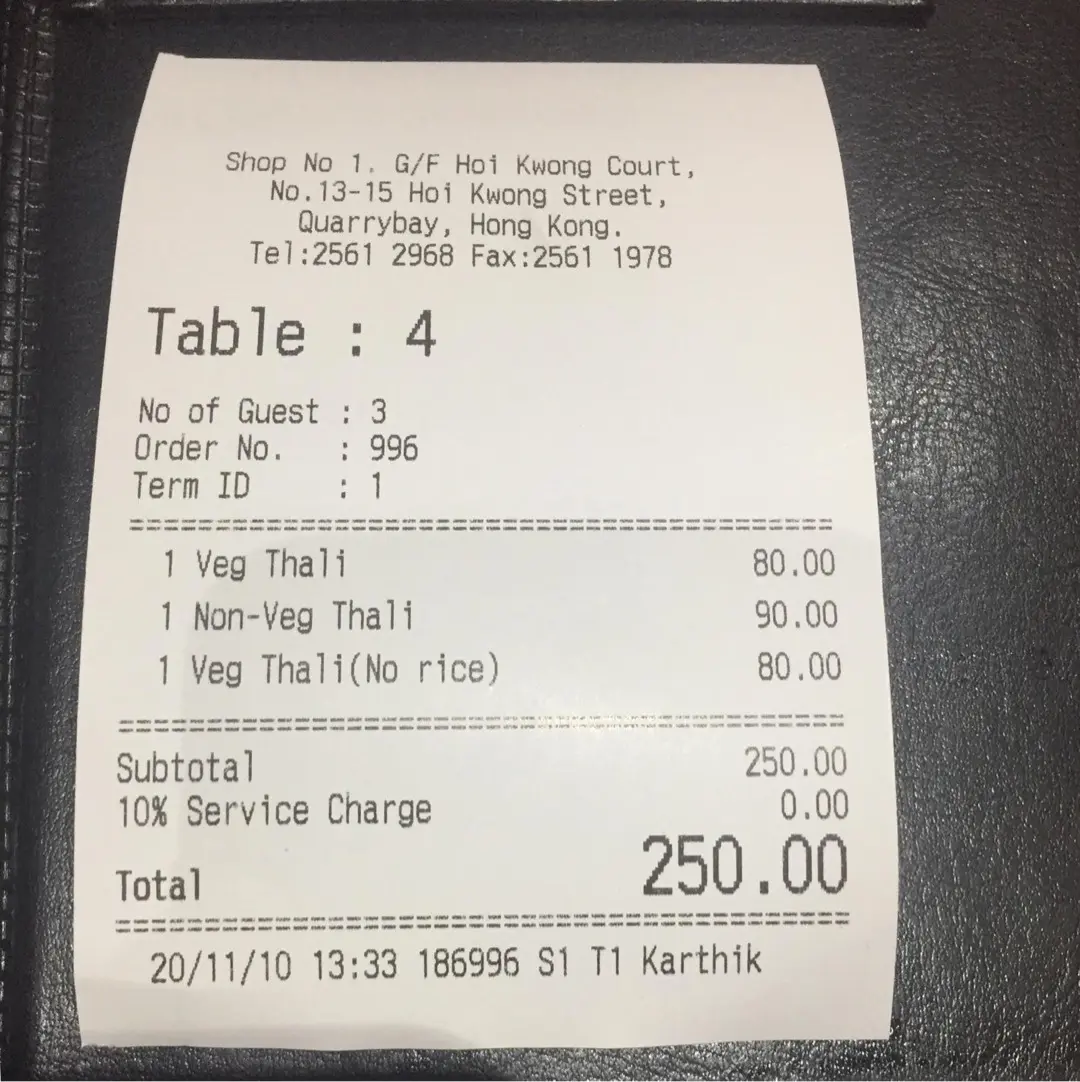 Shop No 1. G/F Hoi Kwong Court,
No.13-15 Hoi Kwong Street,
Quarrybay, Hong Kong.
Tel:2561 2968 Fax:2561 1978
Table : 4
No of Guest : 3
Order No. : 996
Term ID : 1
1 Veg Thali 80.00
1 Non-Veg Thali 90.00
1 Veg Thali(No rice) 80.00
Subtotal 250.00
10% Service Charge 0.00
Total 250.00
20/11/10 13:33 186996 S1 T1 Karthik